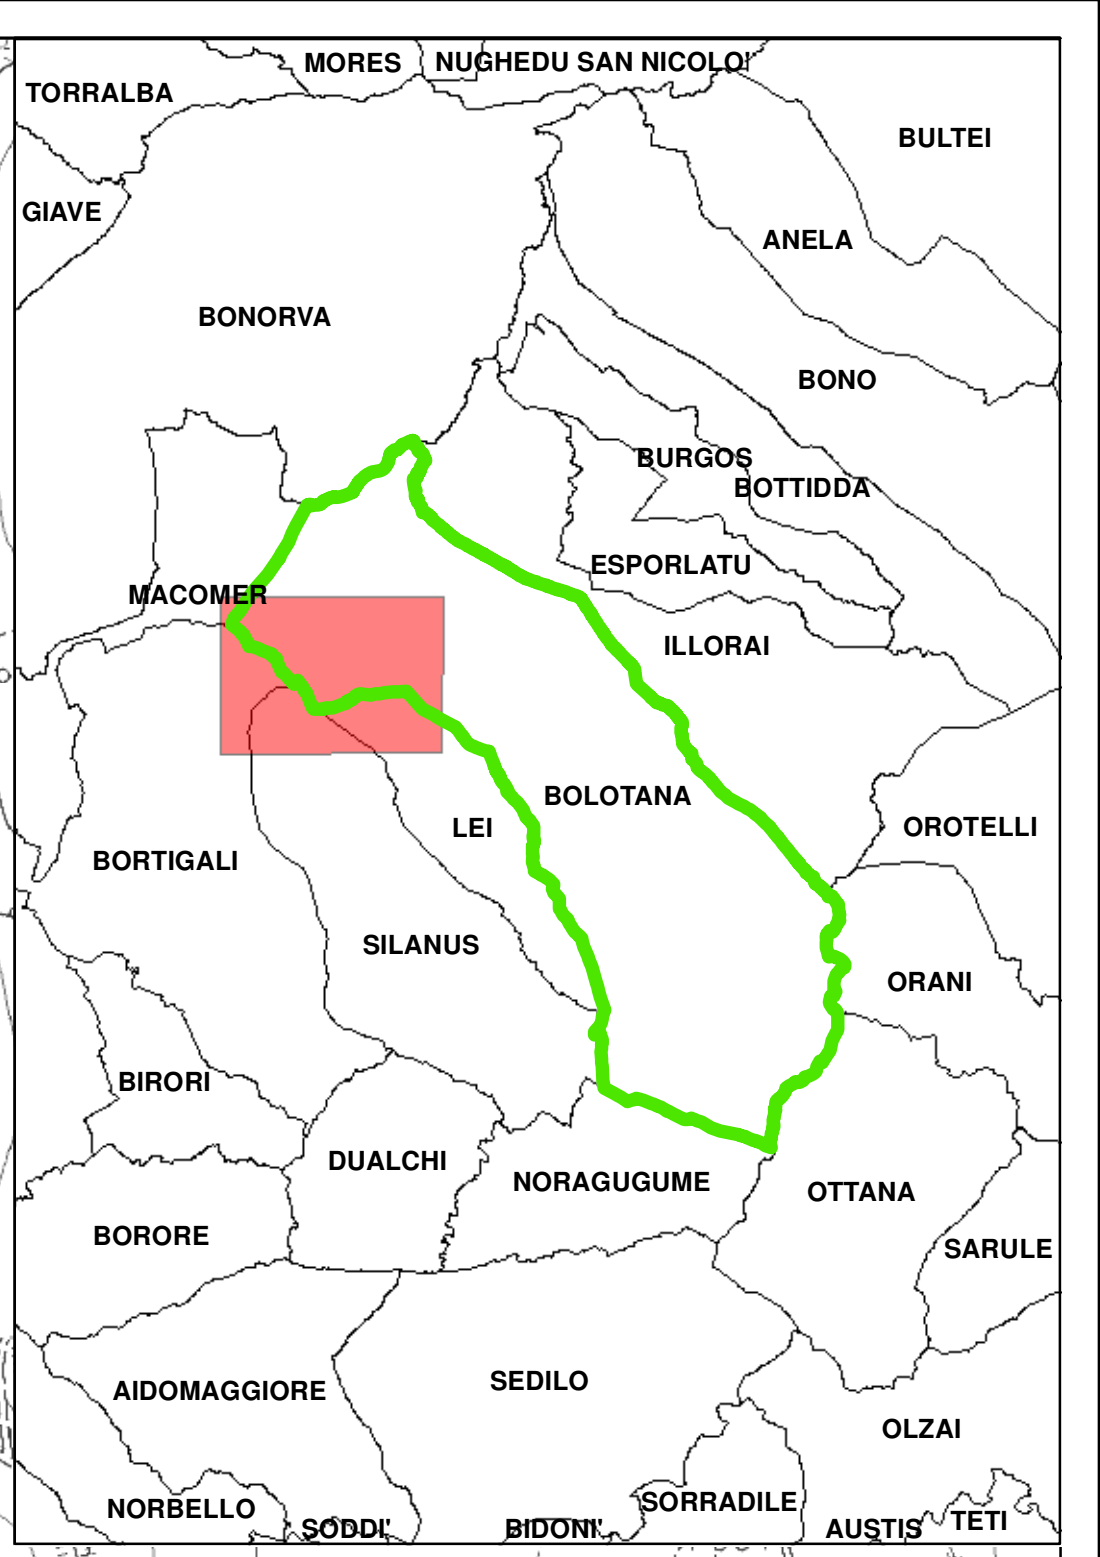 MORES
NUGHEDU SAN NICOLO'
TORRALBA
BULTEI
GIAVE
ANELA
BONORVA
BONO
BURGOS
BOTTIDDA
ESPORLATU
MACOMER
ILLORAI
BOLOTANA
LEI
OROTELLI
BORTIGALI
SILANUS
ORANI
BIRORI
DUALCHI
NORAGUGUME
OTTANA
BORORE
SARULE
SEDILO
AIDOMAGGIORE
OLZAI
SORRADILE
NORBELLO
TETI
SODDI'
BIDONI'
AUSTIS